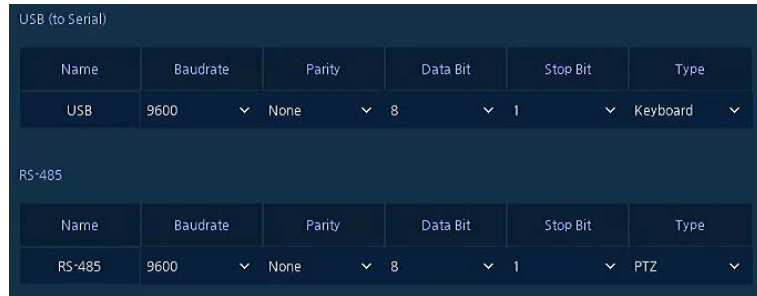 USB (to Serial)
Name Baudrate Parity Data Bit Stop Bit Type
USB 9600 None 8 1 Keyboard
RS-485
Name Baudrate Parity Data Bit Stop Bit Type
RS-485 9600 None 8 1 PTZ